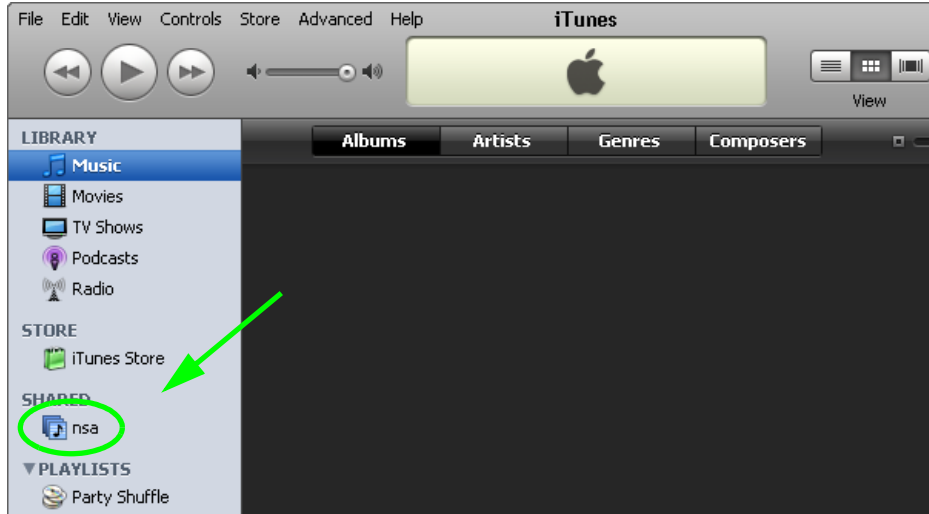 File Edit View Controls Store Advanced Help iTunes
View
Albums Artists Genres Composers
LIBRARY
Music
Movies
TV Shows
Podcasts
Radio
STORE
iTunes Store
SHARED
nsa
PLAYLISTS
Party Shuffle